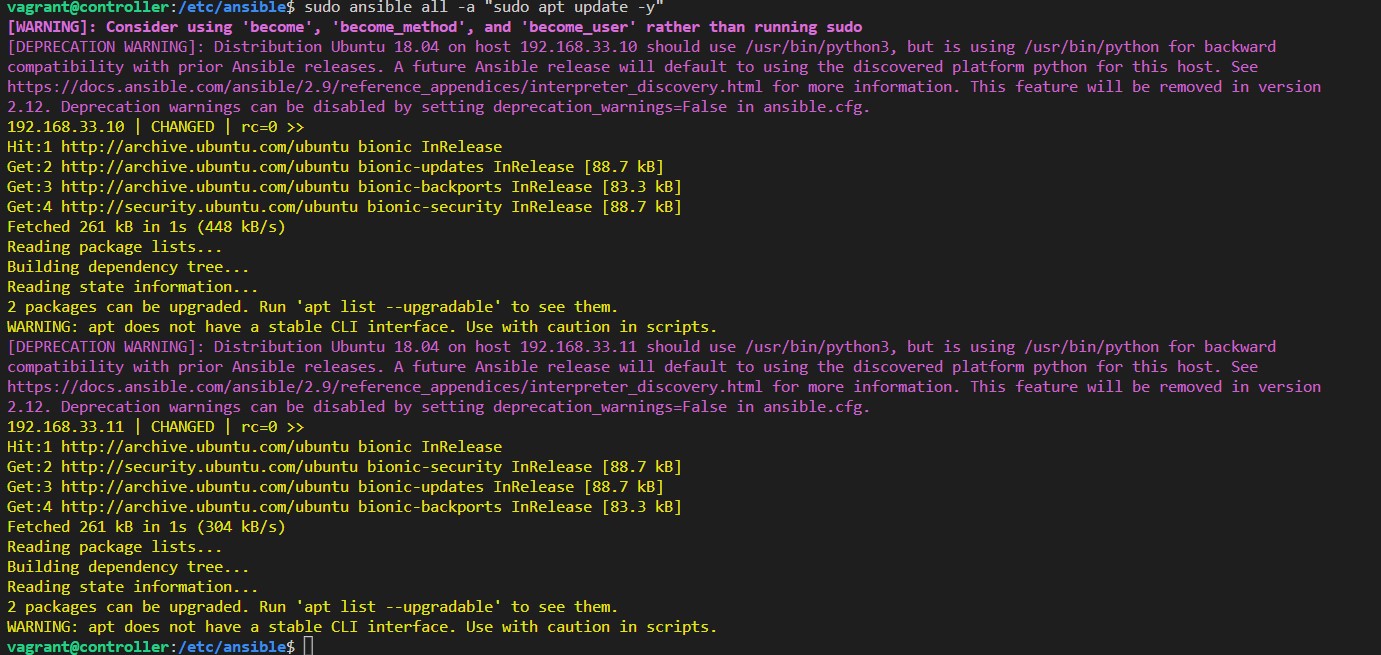 vagrant@controller:/etc/ansible$ sudo ansible all -a "sudo apt update -y"
[WARNING]: Consider using 'become', 'become_method', and 'become_user' rather than running sudo
[DEPRECATION WARNING]: Distribution Ubuntu 18.04 on host 192.168.33.10 should use /usr/bin/python3, but is using /usr/bin/python for backward
compatibility with prior Ansible releases. A future Ansible release will default to using the discovered platform python for this host. See
https://docs.ansible.com/ansible/2.9/reference_appendices/interpreter_discovery.html for more information. This feature will be removed in version
2.12. Deprecation warnings can be disabled by setting deprecation_warnings=False in ansible.cfg.
192.168.33.10 | CHANGED | rc=0 >>
Hit:1 http://archive.ubuntu.com/ubuntu bionic InRelease
Get:2 http://archive.ubuntu.com/ubuntu bionic-updates InRelease [88.7 kB]
Get:3 http://archive.ubuntu.com/ubuntu bionic-backports InRelease [83.3 kB]
Get:4 http://security.ubuntu.com/ubuntu bionic-security InRelease [88.7 kB]
Fetched 261 kB in 1s (448 kB/s)
Reading package lists...
Building dependency tree...
Reading state information...
2 packages can be upgraded. Run 'apt list --upgradable' to see them.
WARNING: apt does not have a stable CLI interface. Use with caution in scripts.
[DEPRECATION WARNING]: Distribution Ubuntu 18.04 on host 192.168.33.11 should use /usr/bin/python3, but is using /usr/bin/python for backward
compatibility with prior Ansible releases. A future Ansible release will default to using the discovered platform python for this host. See
https://docs.ansible.com/ansible/2.9/reference_appendices/interpreter_discovery.html for more information. This feature will be removed in version
2.12. Deprecation warnings can be disabled by setting deprecation_warnings=False in ansible.cfg.
192.168.33.11 | CHANGED | rc=0 >>
Hit:1 http://archive.ubuntu.com/ubuntu bionic InRelease
Get:2 http://security.ubuntu.com/ubuntu bionic-security InRelease [88.7 kB]
Get:3 http://archive.ubuntu.com/ubuntu bionic-updates InRelease [88.7 kB]
Get:4 http://archive.ubuntu.com/ubuntu bionic-backports InRelease [83.3 kB]
Fetched 261 kB in 1s (304 kB/s)
Reading package lists...
Building dependency tree...
Reading state information...
2 packages can be upgraded. Run 'apt list --upgradable' to see them.
WARNING: apt does not have a stable CLI interface. Use with caution in scripts.
vagrant@controller:/etc/ansible$